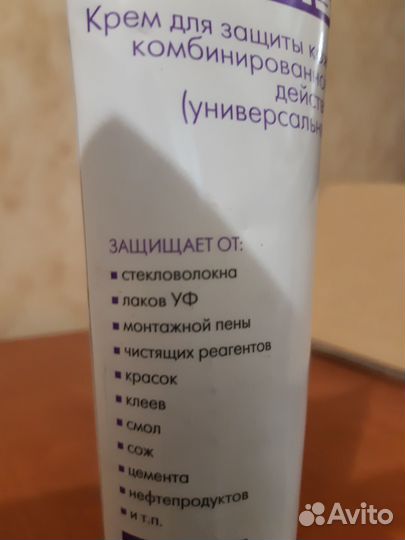 Крем для защиты
комбинированно
дейст
(универсальн
ЗАЩИЩАЕТ ОТ:
▪ стекловолокна
▪ лаков УФ
▪ монтажной пены
▪ чистящих реагентов
▪ красок
▪ клеев
▪ смол
▪ сож
▪ цемента
▪ нефтепродуктов
▪ и т.п.
Avito